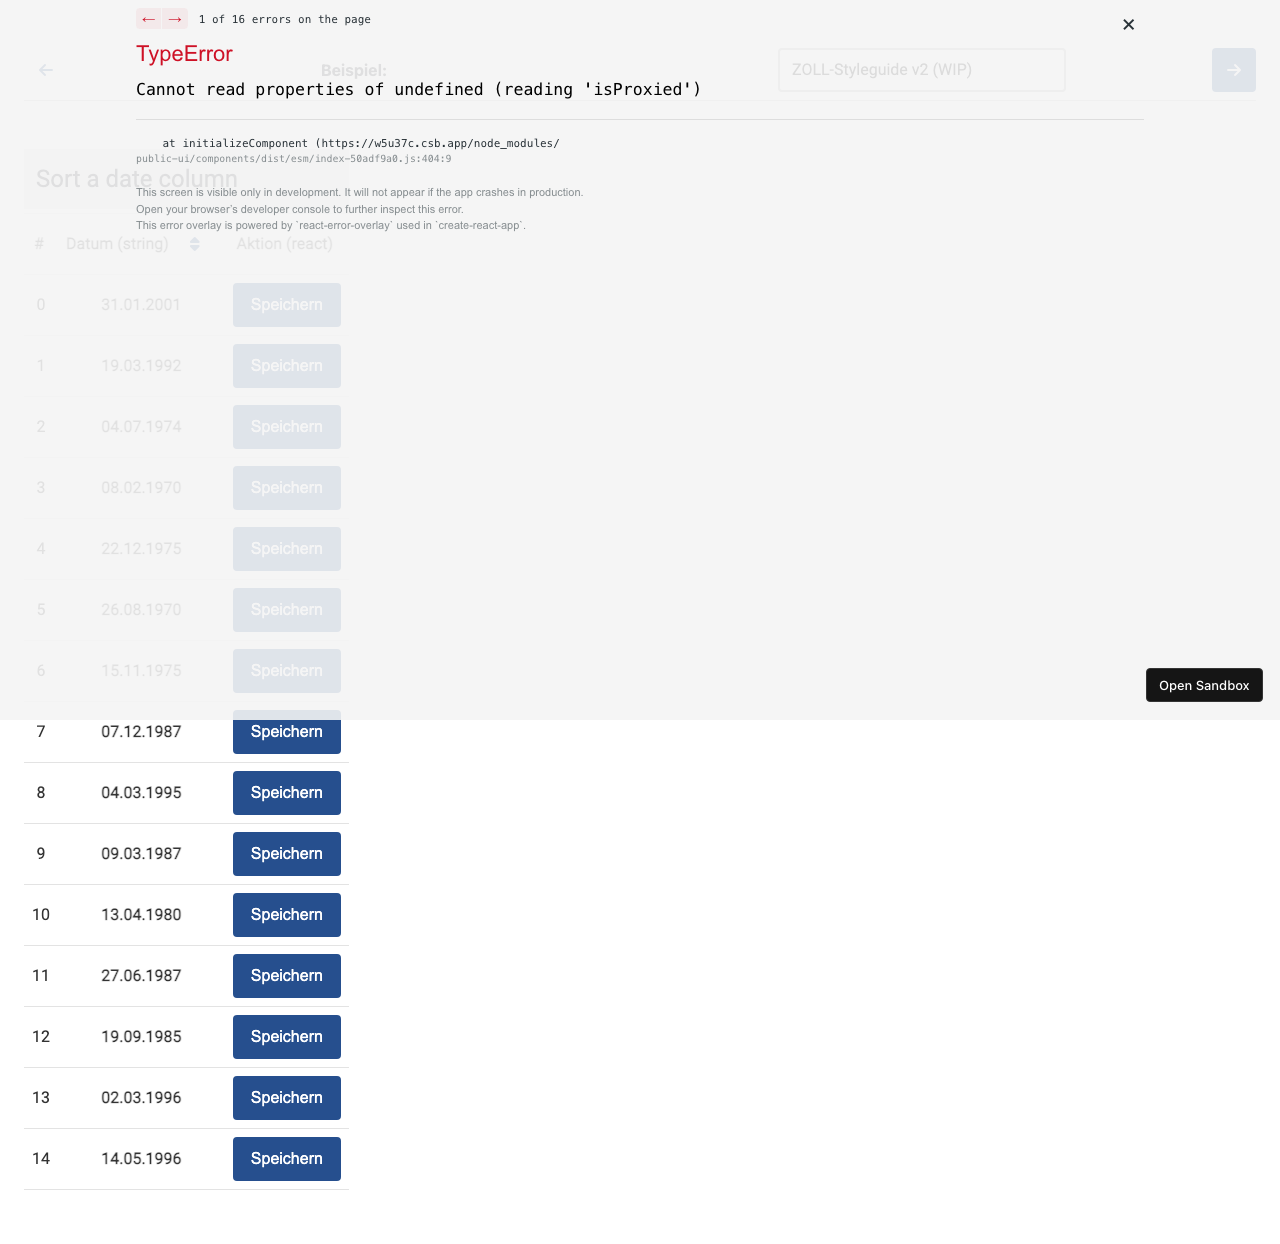 ← → 1 of 16 errors on the page
×
TypeError
← Beispiel: ZOLL-Styleguide v2 (WIP) →
Cannot read properties of undefined (reading 'isProxied')
at initializeComponent (https://w5u37c.csb.app/node_modules/
public-ui/components/dist/esm/index-50adf9a0.js:404:9
Sort a date column
This screen is visible only in development. It will not appear if the app crashes in production.
Open your browser’s developer console to further inspect this error.
This error overlay is powered by `react-error-overlay` used in `create-react-app`.
# Datum (string) Aktion (react)
0 31.01.2001 Speichern
1 19.03.1992 Speichern
2 04.07.1974 Speichern
3 08.02.1970 Speichern
4 22.12.1975 Speichern
5 26.08.1970 Speichern
6 15.11.1975 Speichern
Open Sandbox
7 07.12.1987 Speichern
8 04.03.1995 Speichern
9 09.03.1987 Speichern
10 13.04.1980 Speichern
11 27.06.1987 Speichern
12 19.09.1985 Speichern
13 02.03.1996 Speichern
14 14.05.1996 Speichern